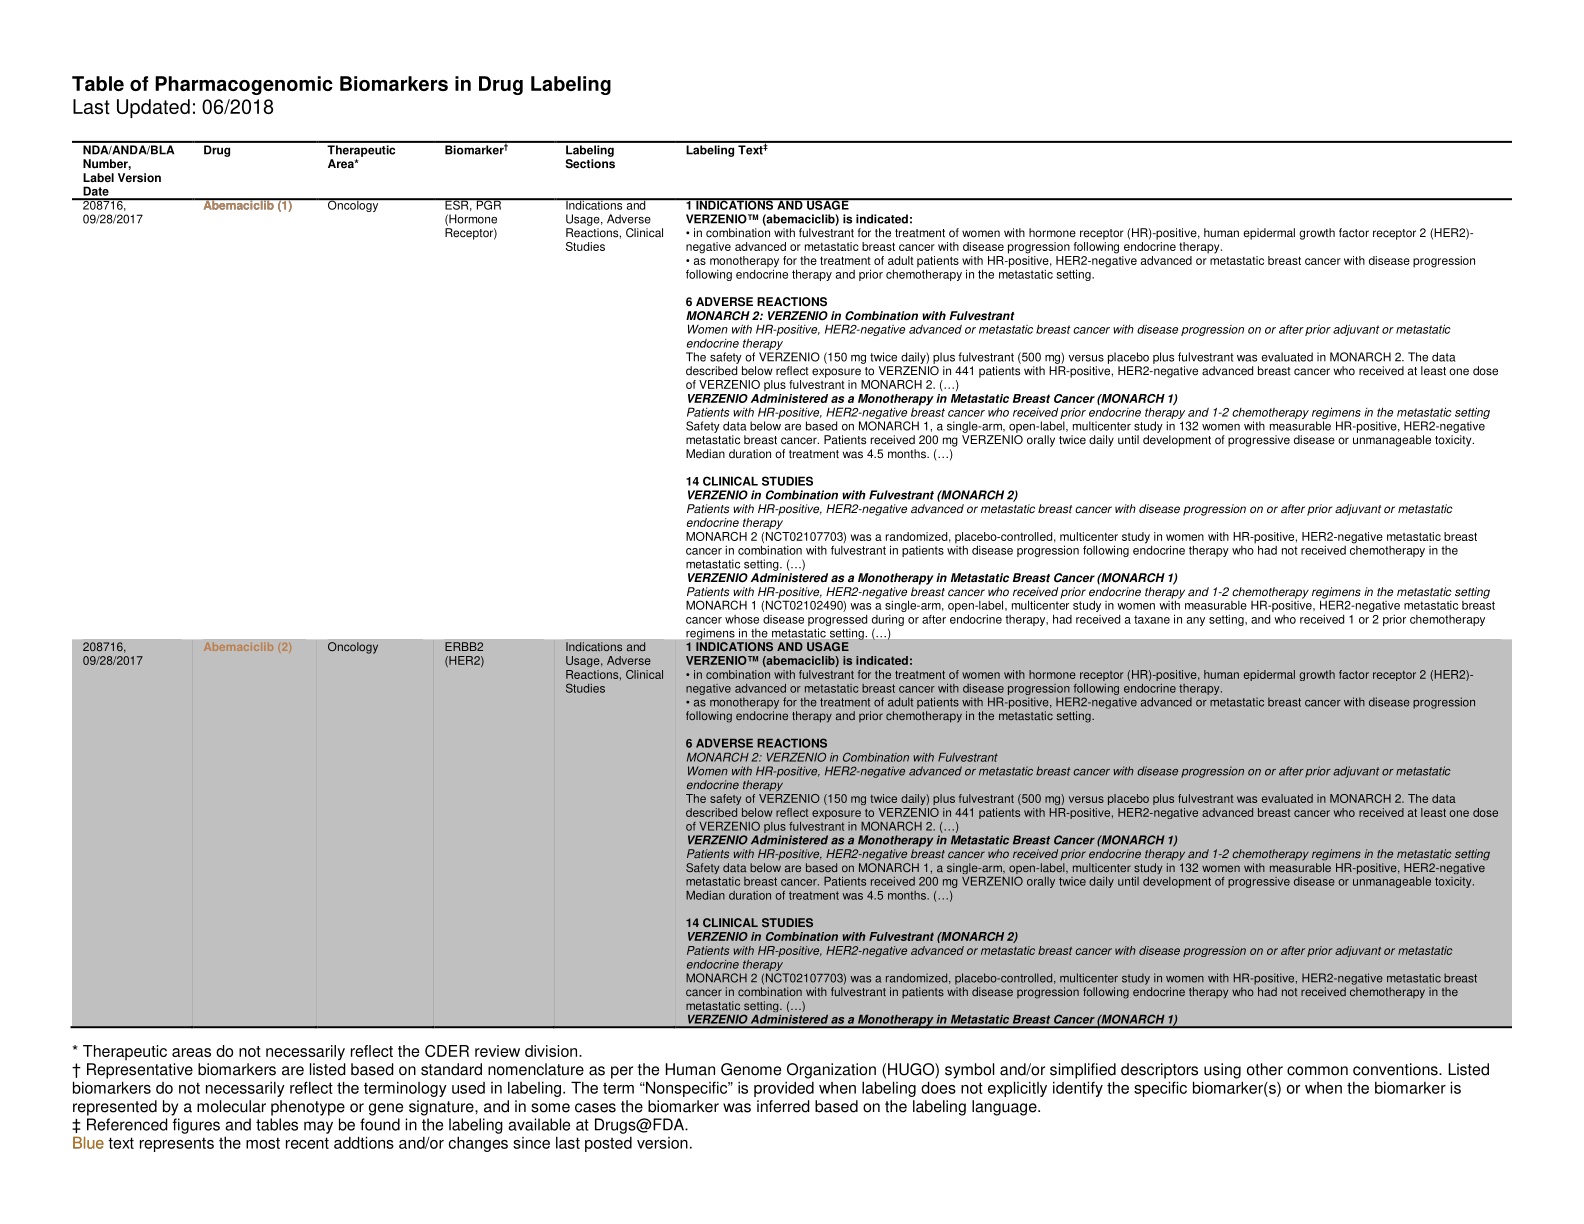 Table of Pharmacogenomic Biomarkers in Drug Labeling
Last Updated: 06/2018
NDA/ANDA/BLA
Number,
Label Version
Date
Drug
Therapeutic
Area*
Biomarker†
Labeling
Sections
Labeling Text‡
208716,
09/28/2017
Abemaciclib (1)
Oncology
ESR, PGR
(Hormone
Receptor)
Indications and
Usage, Adverse
Reactions, Clinical
Studies
1 INDICATIONS AND USAGE
VERZENIO™ (abemaciclib) is indicated:
• in combination with fulvestrant for the treatment of women with hormone receptor (HR)-positive, human epidermal growth factor receptor 2 (HER2)-
negative advanced or metastatic breast cancer with disease progression following endocrine therapy.
• as monotherapy for the treatment of adult patients with HR-positive, HER2-negative advanced or metastatic breast cancer with disease progression
following endocrine therapy and prior chemotherapy in the metastatic setting.
6 ADVERSE REACTIONS
MONARCH 2: VERZENIO in Combination with Fulvestrant
Women with HR-positive, HER2-negative advanced or metastatic breast cancer with disease progression on or after prior adjuvant or metastatic
endocrine therapy
The safety of VERZENIO (150 mg twice daily) plus fulvestrant (500 mg) versus placebo plus fulvestrant was evaluated in MONARCH 2. The data
described below reflect exposure to VERZENIO in 441 patients with HR-positive, HER2-negative advanced breast cancer who received at least one dose
of VERZENIO plus fulvestrant in MONARCH 2. (…)
VERZENIO Administered as a Monotherapy in Metastatic Breast Cancer (MONARCH 1)
Patients with HR-positive, HER2-negative breast cancer who received prior endocrine therapy and 1-2 chemotherapy regimens in the metastatic setting
Safety data below are based on MONARCH 1, a single-arm, open-label, multicenter study in 132 women with measurable HR-positive, HER2-negative
metastatic breast cancer. Patients received 200 mg VERZENIO orally twice daily until development of progressive disease or unmanageable toxicity.
Median duration of treatment was 4.5 months. (…)
14 CLINICAL STUDIES
VERZENIO in Combination with Fulvestrant (MONARCH 2)
Patients with HR-positive, HER2-negative advanced or metastatic breast cancer with disease progression on or after prior adjuvant or metastatic
endocrine therapy
MONARCH 2 (NCT02107703) was a randomized, placebo-controlled, multicenter study in women with HR-positive, HER2-negative metastatic breast
cancer in combination with fulvestrant in patients with disease progression following endocrine therapy who had not received chemotherapy in the
metastatic setting. (…)
VERZENIO Administered as a Monotherapy in Metastatic Breast Cancer (MONARCH 1)
Patients with HR-positive, HER2-negative breast cancer who received prior endocrine therapy and 1-2 chemotherapy regimens in the metastatic setting
MONARCH 1 (NCT02102490) was a single-arm, open-label, multicenter study in women with measurable HR-positive, HER2-negative metastatic breast
cancer whose disease progressed during or after endocrine therapy, had received a taxane in any setting, and who received 1 or 2 prior chemotherapy
regimens in the metastatic setting. (…)
208716,
09/28/2017
Abemaciclib (2)
Oncology
ERBB2
(HER2)
Indications and
Usage, Adverse
Reactions, Clinical
Studies
1 INDICATIONS AND USAGE
VERZENIO™ (abemaciclib) is indicated:
• in combination with fulvestrant for the treatment of women with hormone receptor (HR)-positive, human epidermal growth factor receptor 2 (HER2)-
negative advanced or metastatic breast cancer with disease progression following endocrine therapy.
• as monotherapy for the treatment of adult patients with HR-positive, HER2-negative advanced or metastatic breast cancer with disease progression
following endocrine therapy and prior chemotherapy in the metastatic setting.
6 ADVERSE REACTIONS
MONARCH 2: VERZENIO in Combination with Fulvestrant
Women with HR-positive, HER2-negative advanced or metastatic breast cancer with disease progression on or after prior adjuvant or metastatic
endocrine therapy
The safety of VERZENIO (150 mg twice daily) plus fulvestrant (500 mg) versus placebo plus fulvestrant was evaluated in MONARCH 2. The data
described below reflect exposure to VERZENIO in 441 patients with HR-positive, HER2-negative advanced breast cancer who received at least one dose
of VERZENIO plus fulvestrant in MONARCH 2. (…)
VERZENIO Administered as a Monotherapy in Metastatic Breast Cancer (MONARCH 1)
Patients with HR-positive, HER2-negative breast cancer who received prior endocrine therapy and 1-2 chemotherapy regimens in the metastatic setting
Safety data below are based on MONARCH 1, a single-arm, open-label, multicenter study in 132 women with measurable HR-positive, HER2-negative
metastatic breast cancer. Patients received 200 mg VERZENIO orally twice daily until development of progressive disease or unmanageable toxicity.
Median duration of treatment was 4.5 months. (…)
14 CLINICAL STUDIES
VERZENIO in Combination with Fulvestrant (MONARCH 2)
Patients with HR-positive, HER2-negative advanced or metastatic breast cancer with disease progression on or after prior adjuvant or metastatic
endocrine therapy
MONARCH 2 (NCT02107703) was a randomized, placebo-controlled, multicenter study in women with HR-positive, HER2-negative metastatic breast
cancer in combination with fulvestrant in patients with disease progression following endocrine therapy who had not received chemotherapy in the
metastatic setting. (…)
VERZENIO Administered as a Monotherapy in Metastatic Breast Cancer (MONARCH 1)
* Therapeutic areas do not necessarily reflect the CDER review division.
† Representative biomarkers are listed based on standard nomenclature as per the Human Genome Organization (HUGO) symbol and/or simplified descriptors using other common conventions. Listed
biomarkers do not necessarily reflect the terminology used in labeling. The term “Nonspecific” is provided when labeling does not explicitly identify the specific biomarker(s) or when the biomarker is
represented by a molecular phenotype or gene signature, and in some cases the biomarker was inferred based on the labeling language.
‡ Referenced figures and tables may be found in the labeling available at Drugs@FDA.
Blue text represents the most recent addtions and/or changes since last posted version.